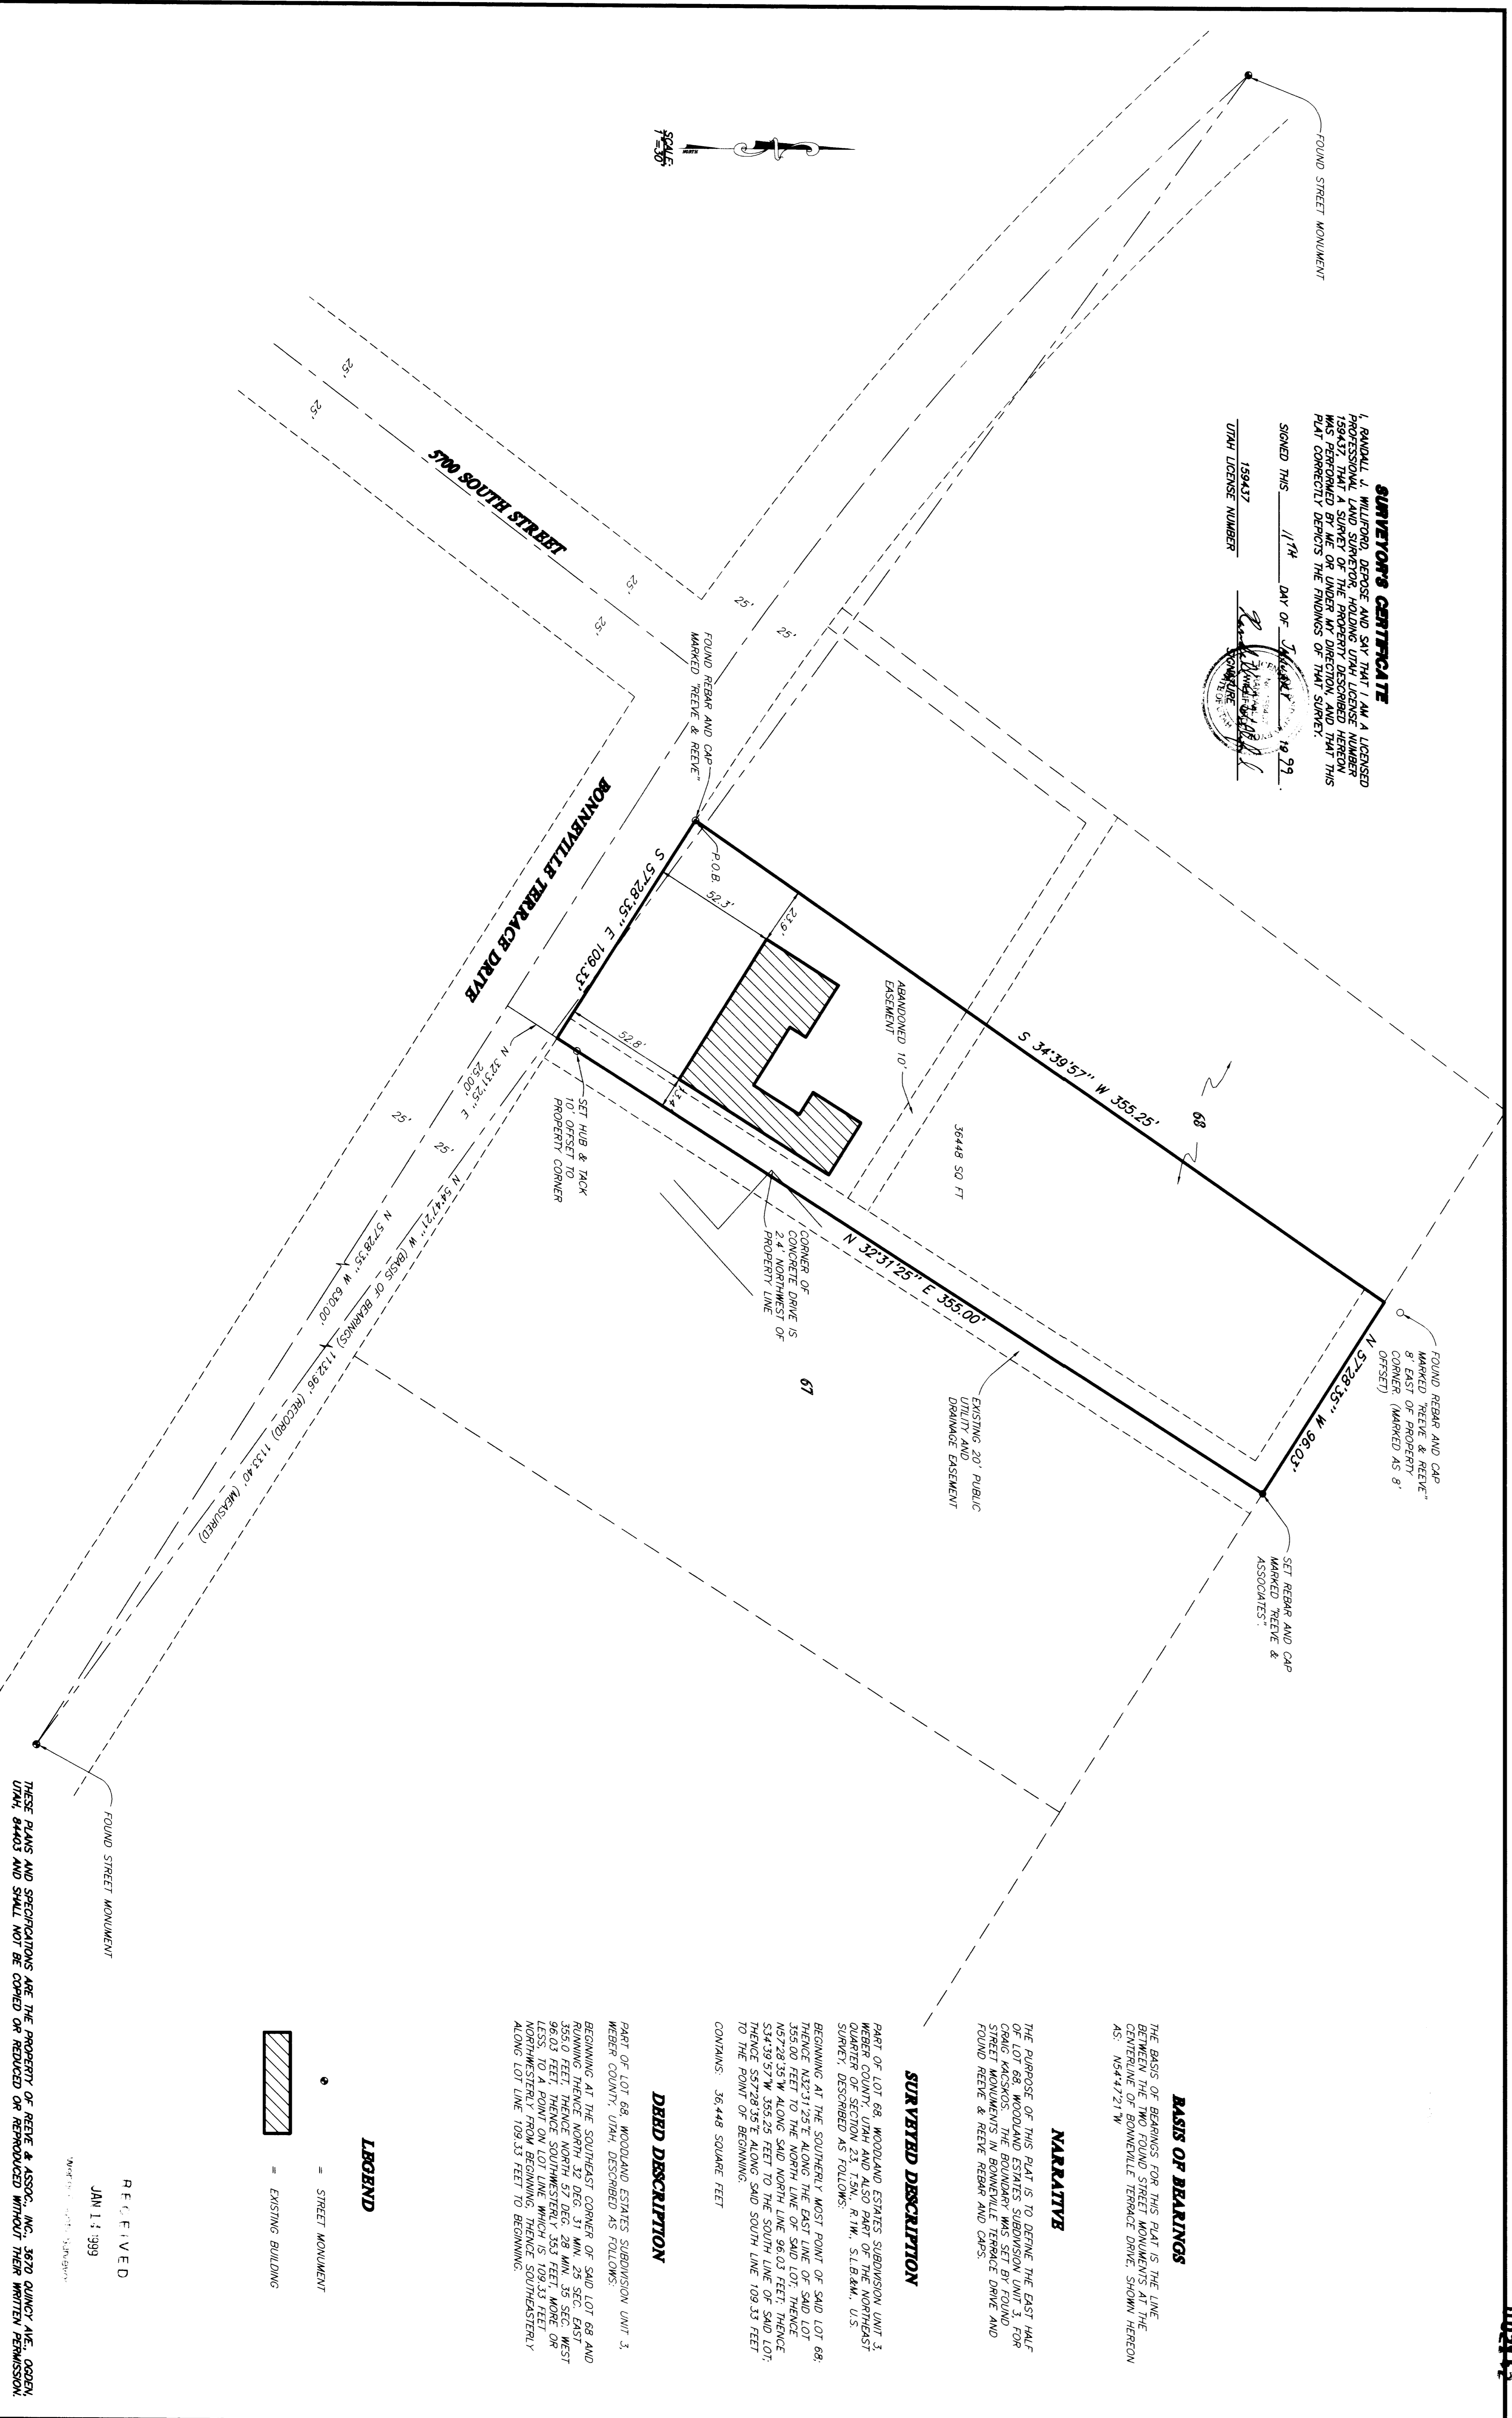 SURVEYOR'S CERTIFICATE
I, RANDALL J. WILLIFORD, DEPOSE AND SAY THAT I AM A LICENSED
PROFESSIONAL LAND SURVEYOR, HOLDING UTAH LICENSE NUMBER
159437, THAT A SURVEY OF THE PROPERTY DESCRIBED HEREON
WAS PERFORMED BY ME OR UNDER MY DIRECTION, AND THAT THIS
PLAT CORRECTLY DEPICTS THE FINDINGS OF THAT SURVEY.
SIGNED THIS 11TH DAY OF JANUARY 1999.
159437
UTAH LICENSE NUMBER
SIGNATURE
FOUND STREET MONUMENT
NORTH
SCALE:
1"=30'
25'
25'
5700 SOUTH STREET
25'
25'
25'
25'
FOUND REBAR AND CAP
MARKED "REEVE & REEVE"
BONNEVILLE TERRACE DRIVE
P.O.B.
S 57°28'35" E 109.33'
52.3'
23.9'
52.8'
13.4'
ABANDONED 10'
EASEMENT
36448 SQ FT
S 34°39'57" W 355.25'
68
N 32°31'25" E 355.00'
N 57°28'35" W 96.03'
FOUND REBAR AND CAP
MARKED "REEVE & REEVE"
8' EAST OF PROPERTY
CORNER. (MARKED AS 8'
OFFSET)
SET REBAR AND CAP
MARKED "REEVE &
ASSOCIATES".
EXISTING 20' PUBLIC
UTILITY AND
DRAINAGE EASEMENT
67
CORNER OF
CONCRETE DRIVE IS
2.4' NORTHWEST OF
PROPERTY LINE
SET HUB & TACK
10' OFFSET TO
PROPERTY CORNER
N 32°31'25" E
25.00'
25'
25'
N 54°47'21" W (BASIS OF BEARINGS) 1132.96' (RECORD) 1133.40' (MEASURED)
N 57°28'35" W 630.00'
FOUND STREET MONUMENT
BASIS OF BEARINGS
THE BASIS OF BEARINGS FOR THIS PLAT IS THE LINE
BETWEEN THE TWO FOUND STREET MONUMENTS AT THE
CENTERLINE OF BONNEVILLE TERRACE DRIVE, SHOWN HEREON
AS: N54°47'21"W
NARRATIVE
THE PURPOSE OF THIS PLAT IS TO DEFINE THE EAST HALF
OF LOT 68, WOODLAND ESTATES SUBDIVISION UNIT 3, FOR
CRAIG KACSKOS. THE BOUNDARY WAS SET BY FOUND
STREET MONUMENTS IN BONNEVILLE TERRACE DRIVE AND
FOUND REEVE & REEVE REBAR AND CAPS.
SURVEYED DESCRIPTION
PART OF LOT 68, WOODLAND ESTATES SUBDIVISION UNIT 3,
WEBER COUNTY, UTAH AND ALSO PART OF THE NORTHEAST
QUARTER OF SECTION 23, T.5N., R.1W., S.L.B.&M., U.S.
SURVEY, DESCRIBED AS FOLLOWS:
BEGINNING AT THE SOUTHERLY MOST POINT OF SAID LOT 68;
THENCE N32°31'25"E ALONG THE EAST LINE OF SAID LOT
355.00 FEET TO THE NORTH LINE OF SAID LOT; THENCE
N57°28'35"W ALONG SAID NORTH LINE 96.03 FEET; THENCE
S34°39'57"W 355.25 FEET TO THE SOUTH LINE OF SAID LOT;
THENCE S57°28'35"E ALONG SAID SOUTH LINE 109.33 FEET
TO THE POINT OF BEGINNING.
CONTAINS: 36,448 SQUARE FEET
DEED DESCRIPTION
PART OF LOT 68, WOODLAND ESTATES SUBDIVISION UNIT 3,
WEBER COUNTY, UTAH, DESCRIBED AS FOLLOWS:
BEGINNING AT THE SOUTHEAST CORNER OF SAID LOT 68 AND
RUNNING THENCE NORTH 32 DEG. 31 MIN. 25 SEC. EAST
355.0 FEET, THENCE NORTH 57 DEG. 28 MIN. 35 SEC. WEST
96.03 FEET, THENCE SOUTHWESTERLY 353 FEET, MORE OR
LESS, TO A POINT ON LOT LINE WHICH IS 109.33 FEET
NORTHWESTERLY FROM BEGINNING, THENCE SOUTHEASTERLY
ALONG LOT LINE 109.33 FEET TO BEGINNING.
LEGEND
= STREET MONUMENT
= EXISTING BUILDING
RECEIVED
JAN 14 1999
THESE PLANS AND SPECIFICATIONS ARE THE PROPERTY OF REEVE & ASSOC., INC., 3670 QUINCY AVE., OGDEN,
UTAH, 84403 AND SHALL NOT BE COPIED OR REDUCED OR REPRODUCED WITHOUT THEIR WRITTEN PERMISSION.